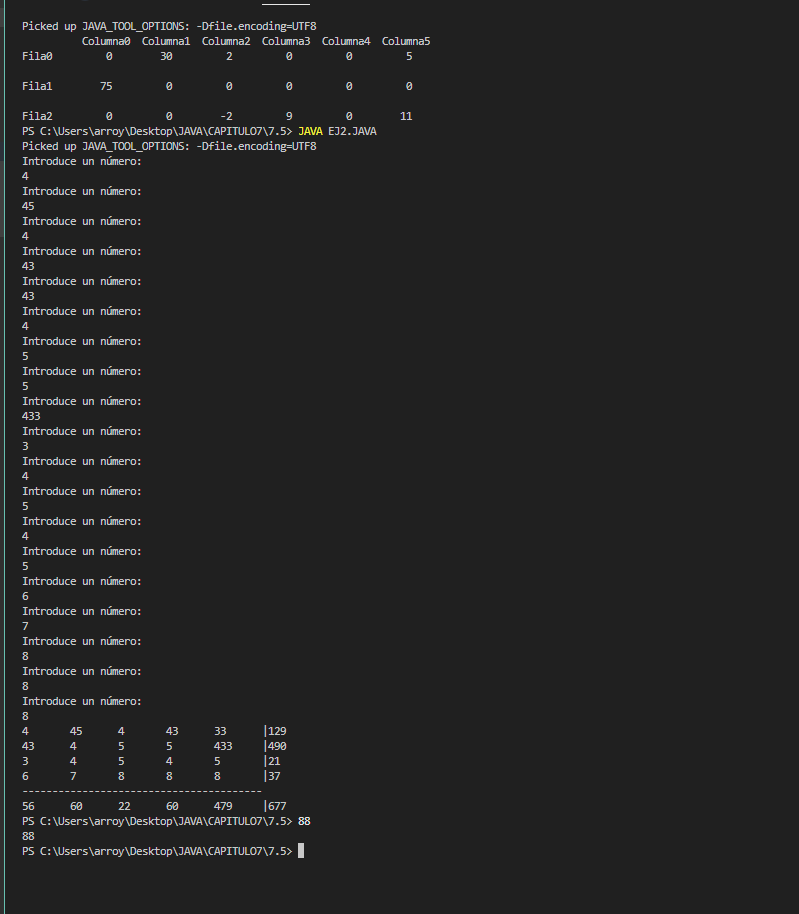 Picked up JAVA_TOOL_OPTIONS: -Dfile.encoding=UTF8
Columna0 Columna1 Columna2 Columna3 Columna4 Columna5
Fila0 0 30 2 0 0 5
Fila1 75 0 0 0 0 0
Fila2 0 0 -2 9 0 11
PS C:\Users\arroy\Desktop\JAVA\CAPITULO7\7.5> JAVA EJ2.JAVA
Picked up JAVA_TOOL_OPTIONS: -Dfile.encoding=UTF8
Introduce un número:
4
Introduce un número:
45
Introduce un número:
4
Introduce un número:
43
Introduce un número:
43
Introduce un número:
4
Introduce un número:
5
Introduce un número:
5
Introduce un número:
433
Introduce un número:
3
Introduce un número:
4
Introduce un número:
5
Introduce un número:
4
Introduce un número:
5
Introduce un número:
6
Introduce un número:
7
Introduce un número:
8
Introduce un número:
8
Introduce un número:
8
4 45 4 43 33 |129
43 4 5 5 433 |490
3 4 5 4 5 |21
6 7 8 8 8 |37
----------------------------------------
56 60 22 60 479 |677
PS C:\Users\arroy\Desktop\JAVA\CAPITULO7\7.5> 88
88
PS C:\Users\arroy\Desktop\JAVA\CAPITULO7\7.5>